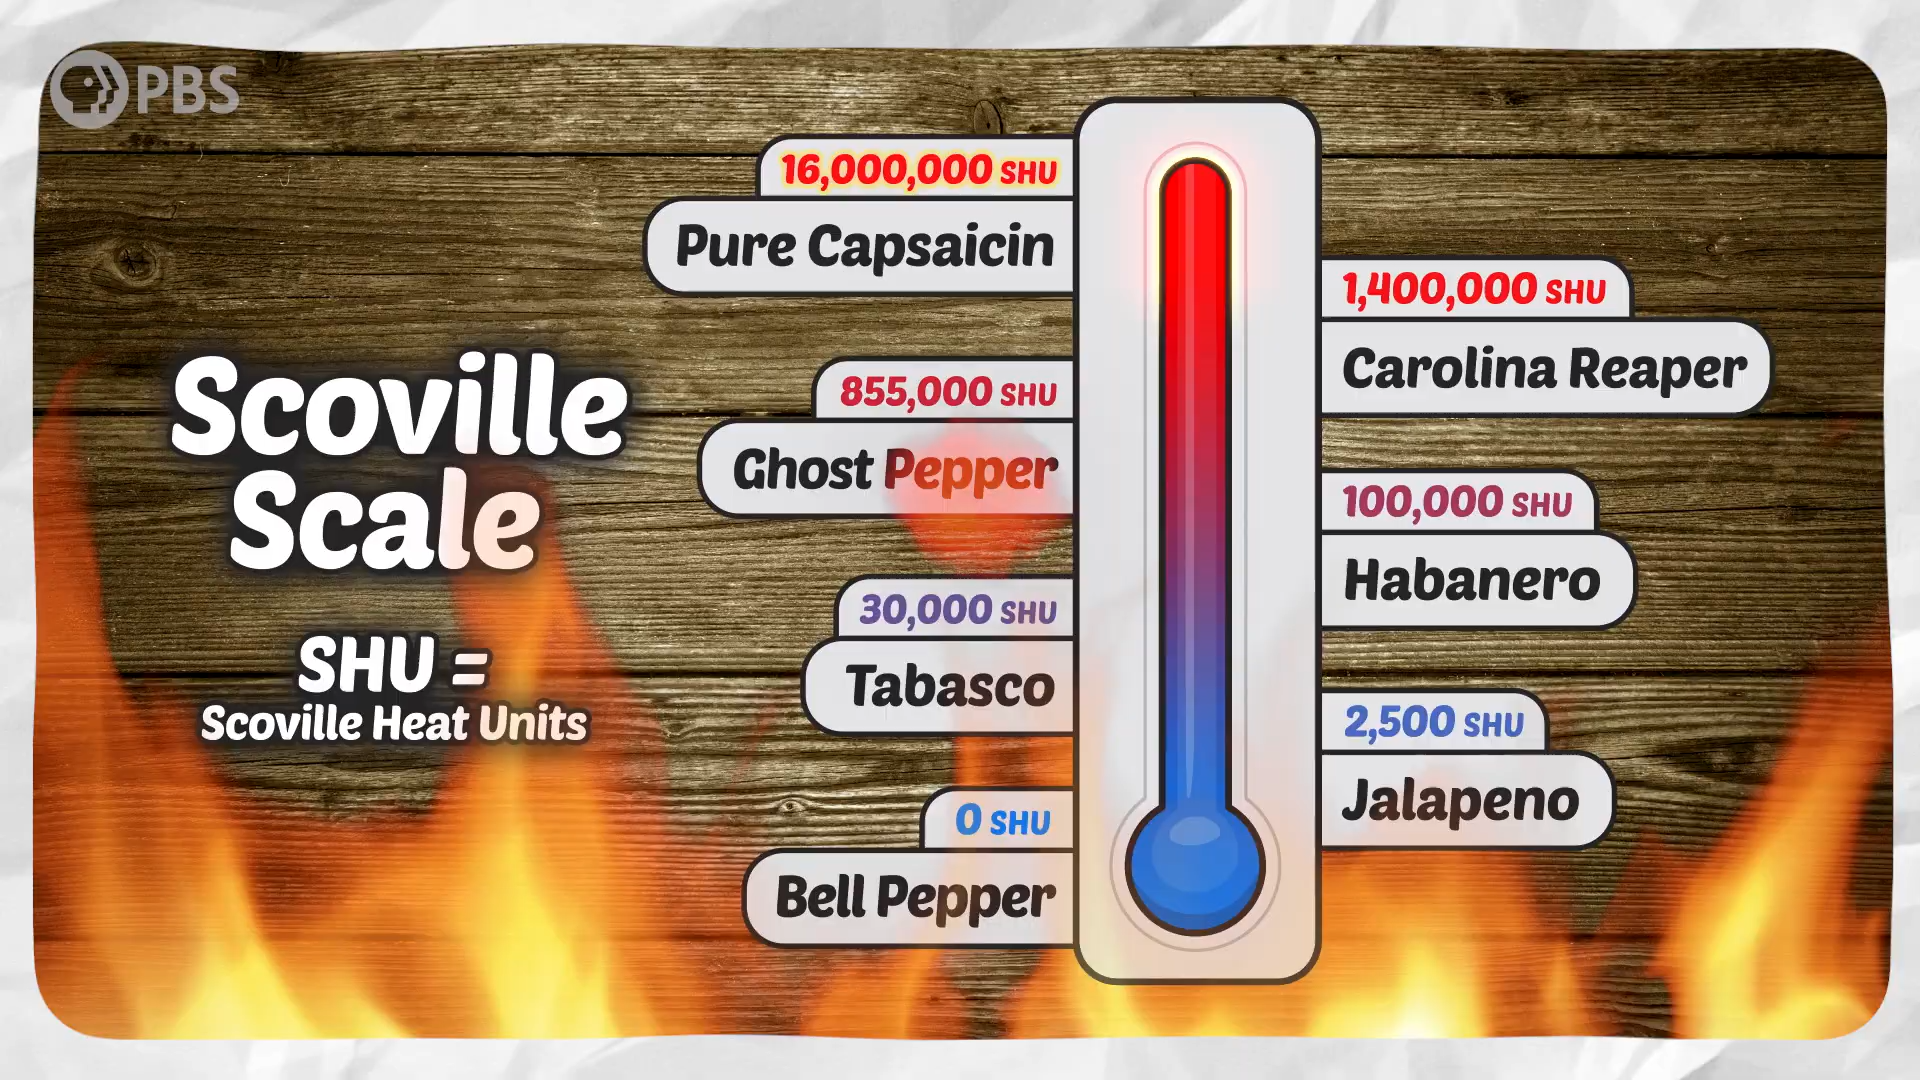 PBS
Scoville
Scale
SHU =
Scoville Heat Units
16,000,000 SHU
Pure Capsaicin
1,400,000 SHU
Carolina Reaper
855,000 SHU
Ghost Pepper
100,000 SHU
Habanero
30,000 SHU
Tabasco
2,500 SHU
Jalapeno
0 SHU
Bell Pepper